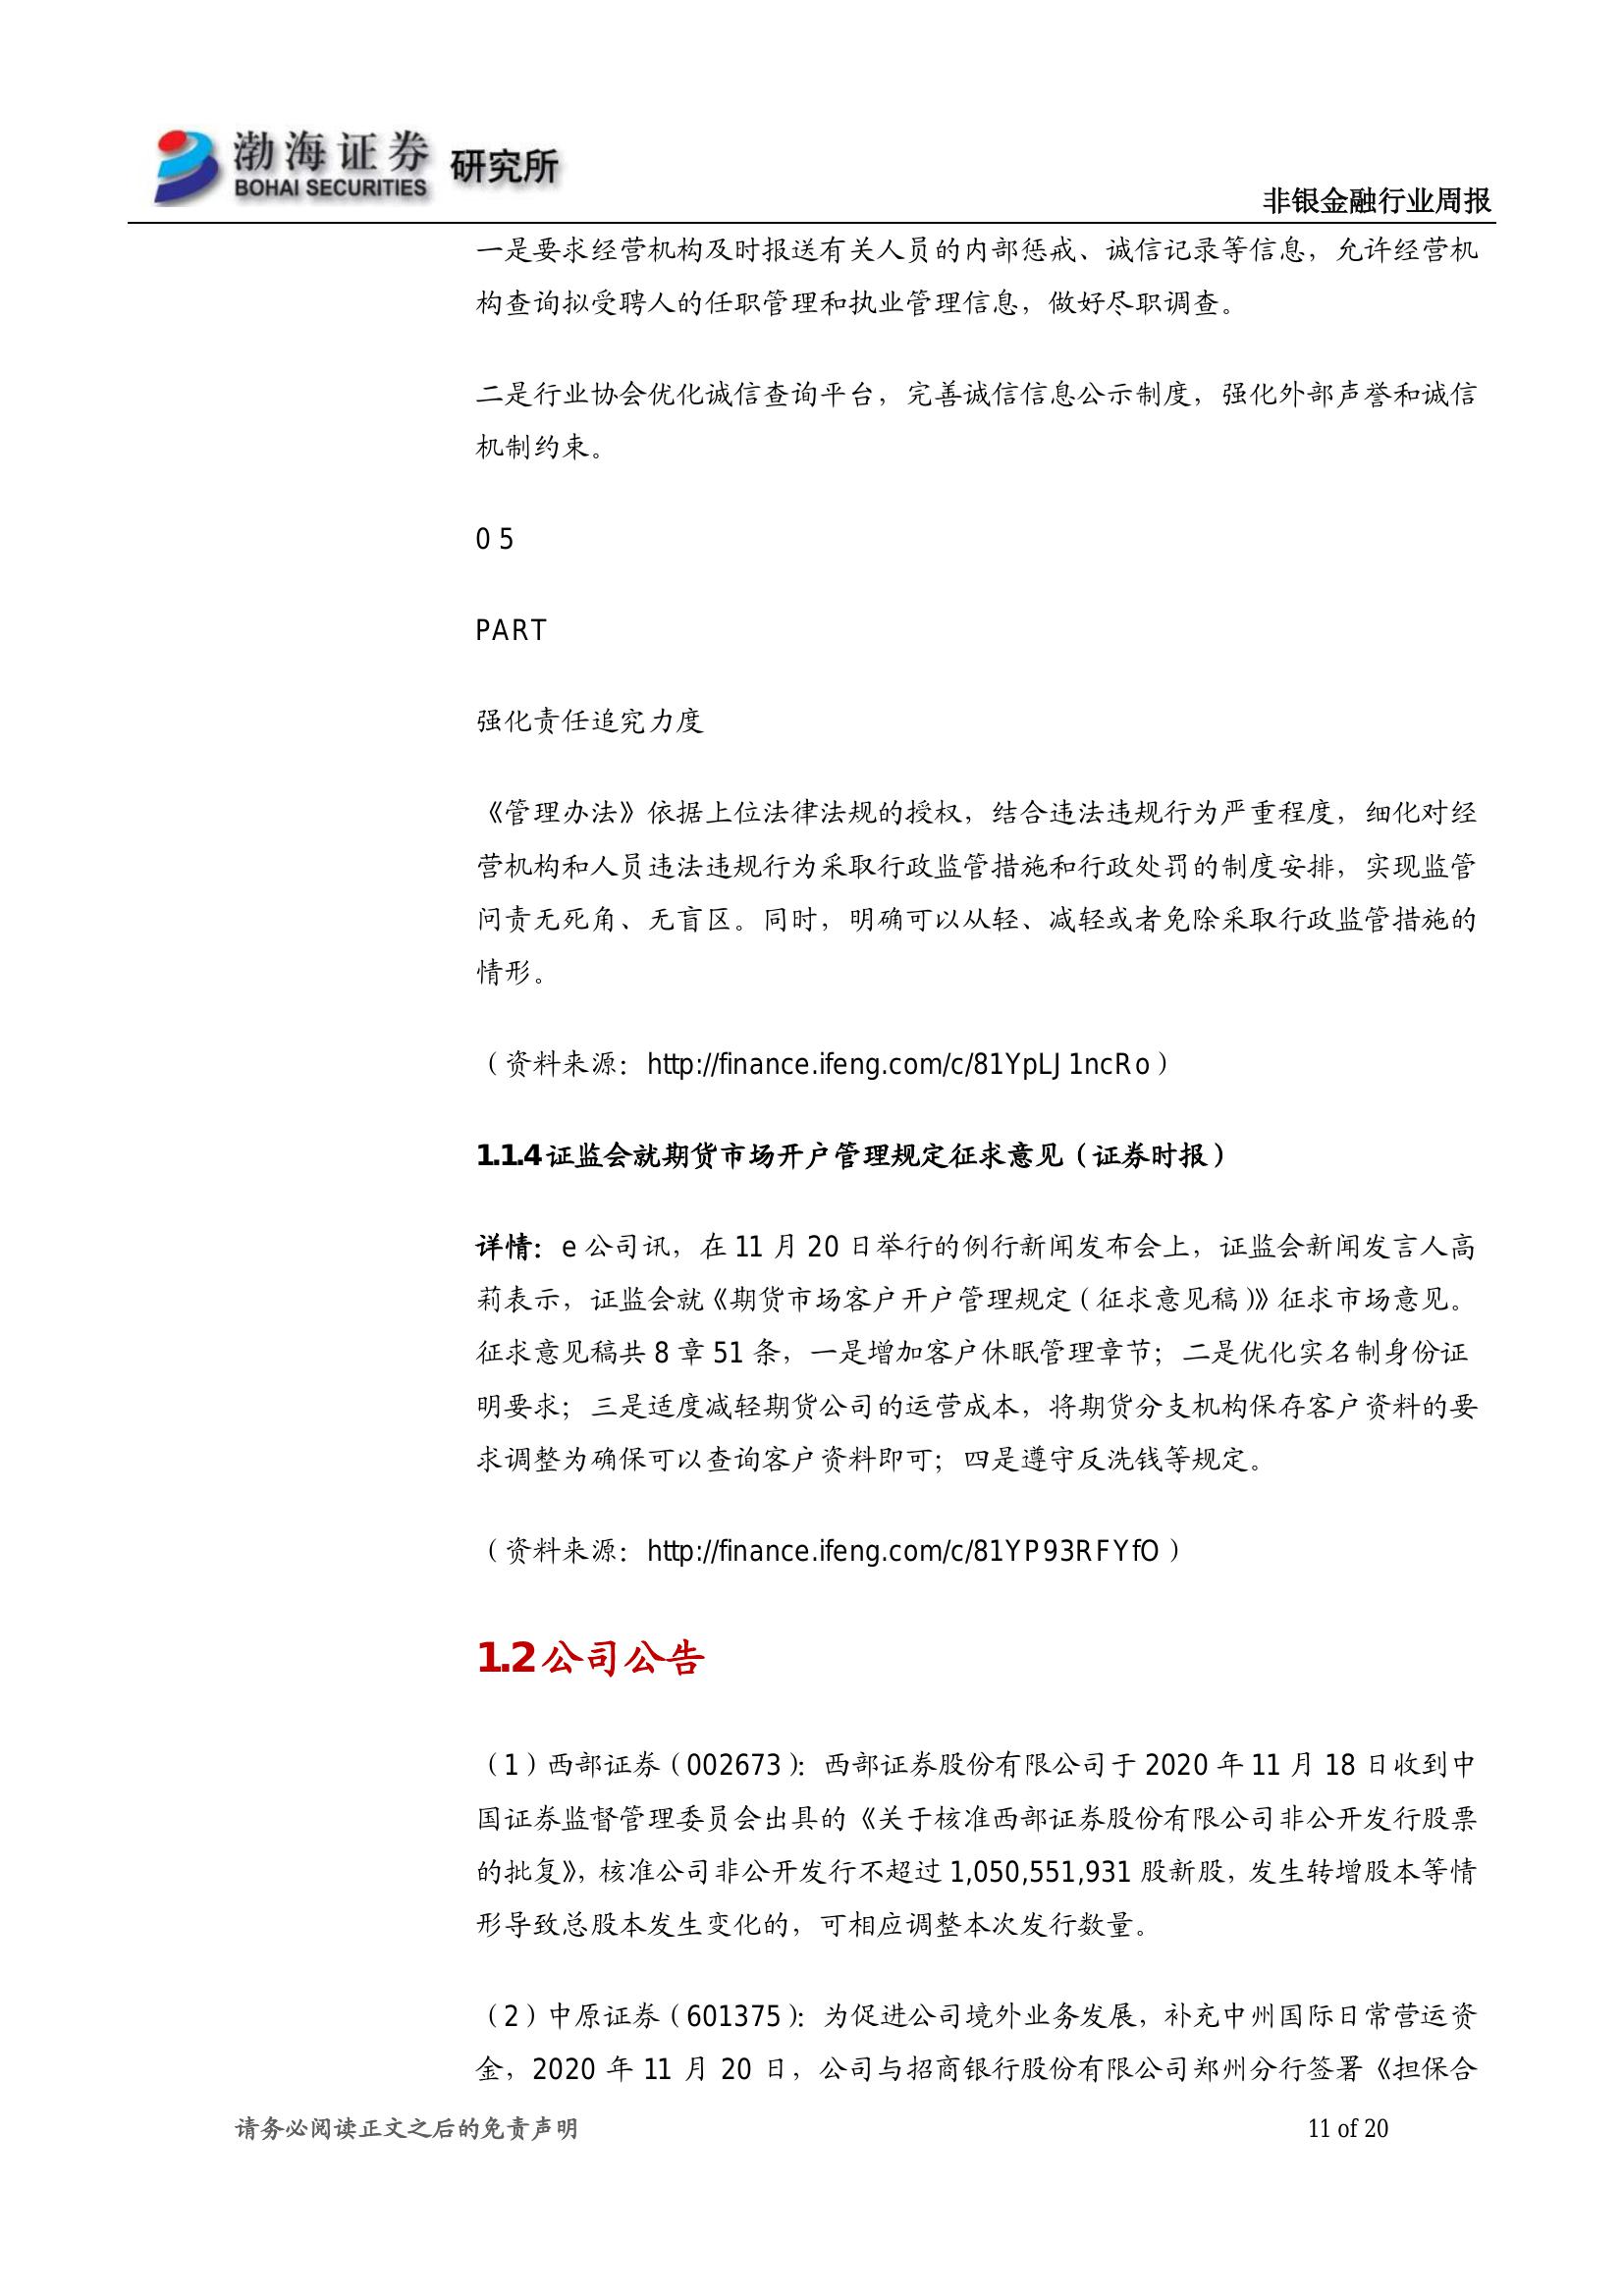 渤海证券 研究所
BOHAI SECURITIES
非银金融行业周报
一是要求经营机构及时报送有关人员的内部惩戒、诚信记录等信息，允许经营机
构查询拟受聘人的任职管理和执业管理信息，做好尽职调查。
二是行业协会优化诚信查询平台，完善诚信信息公示制度，强化外部声誉和诚信
机制约束。
0 5
PART
强化责任追究力度
《管理办法》依据上位法律法规的授权，结合违法违规行为严重程度，细化对经
营机构和人员违法违规行为采取行政监管措施和行政处罚的制度安排，实现监管
问责无死角、无盲区。同时，明确可以从轻、减轻或者免除采取行政监管措施的
情形。
（资料来源：http://finance.ifeng.com/c/81YpLJ1ncRo）
1.1.4 证监会就期货市场开户管理规定征求意见（证券时报）
详情：e 公司讯，在 11 月 20 日举行的例行新闻发布会上，证监会新闻发言人高
莉表示，证监会就《期货市场客户开户管理规定（征求意见稿）》征求市场意见。
征求意见稿共 8 章 51 条，一是增加客户休眠管理章节；二是优化实名制身份证
明要求；三是适度减轻期货公司的运营成本，将期货分支机构保存客户资料的要
求调整为确保可以查询客户资料即可；四是遵守反洗钱等规定。
（资料来源：http://finance.ifeng.com/c/81YP93RFYfO）
1.2 公司公告
（1）西部证券（002673）：西部证券股份有限公司于 2020 年 11 月 18 日收到中
国证券监督管理委员会出具的《关于核准西部证券股份有限公司非公开发行股票
的批复》，核准公司非公开发行不超过 1,050,551,931 股新股，发生转增股本等情
形导致总股本发生变化的，可相应调整本次发行数量。
（2）中原证券（601375）：为促进公司境外业务发展，补充中州国际日常营运资
金，2020 年 11 月 20 日，公司与招商银行股份有限公司郑州分行签署《担保合
请务必阅读正文之后的免责声明
11 of 20